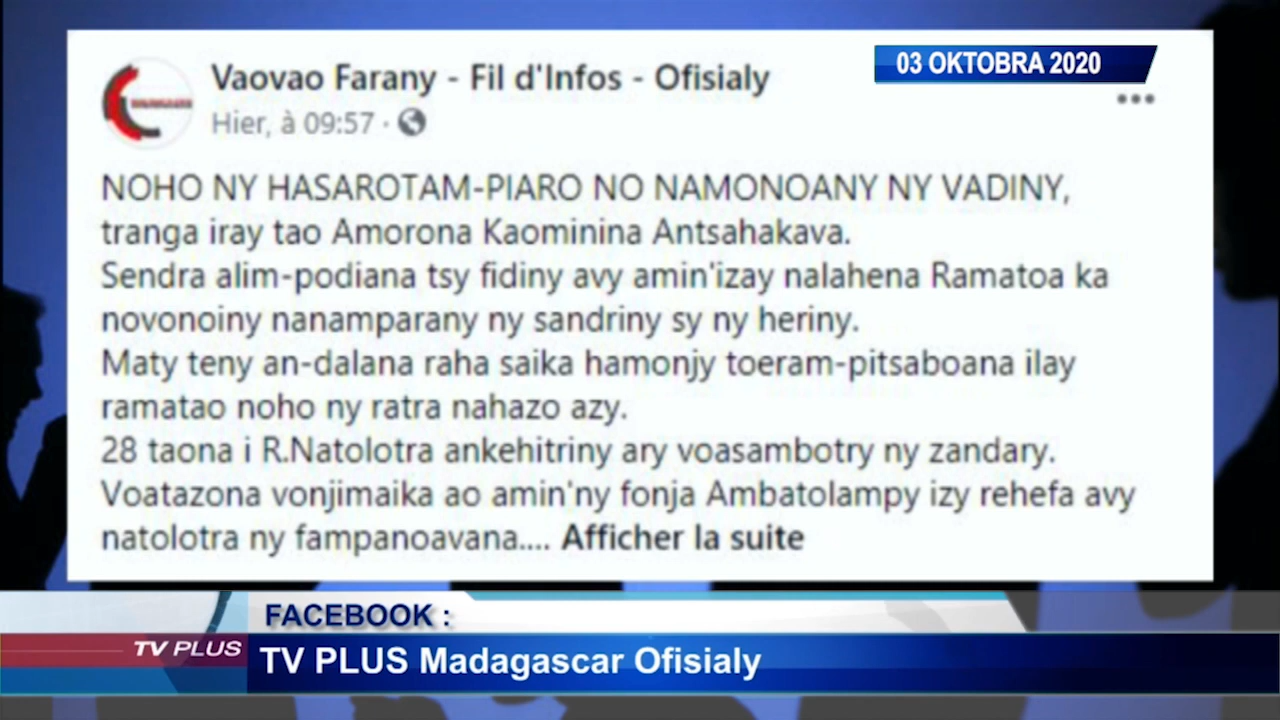 03 OKTOBRA 2020
Vaovao Farany - Fil d'Infos - Ofisialy
Hier, à 09:57 ·
NOHO NY HASAROTAM-PIARO NO NAMONOANY NY VADINY,
tranga iray tao Amorona Kaominina Antsahakava.
Sendra alim-podiana tsy fidiny avy amin'izay nalahena Ramatoa ka
novonoiny nanamparany ny sandriny sy ny heriny.
Maty teny an-dalana raha saika hamonjy toeram-pitsaboana ilay
ramatao noho ny ratra nahazo azy.
28 taona i R.Natolotra ankehitriny ary voasambotry ny zandary.
Voatazona vonjimaika ao amin'ny fonja Ambatolampy izy rehefa avy
natolotra ny fampanoavana.... Afficher la suite
FACEBOOK :
TV PLUS
TV PLUS Madagascar Ofisialy